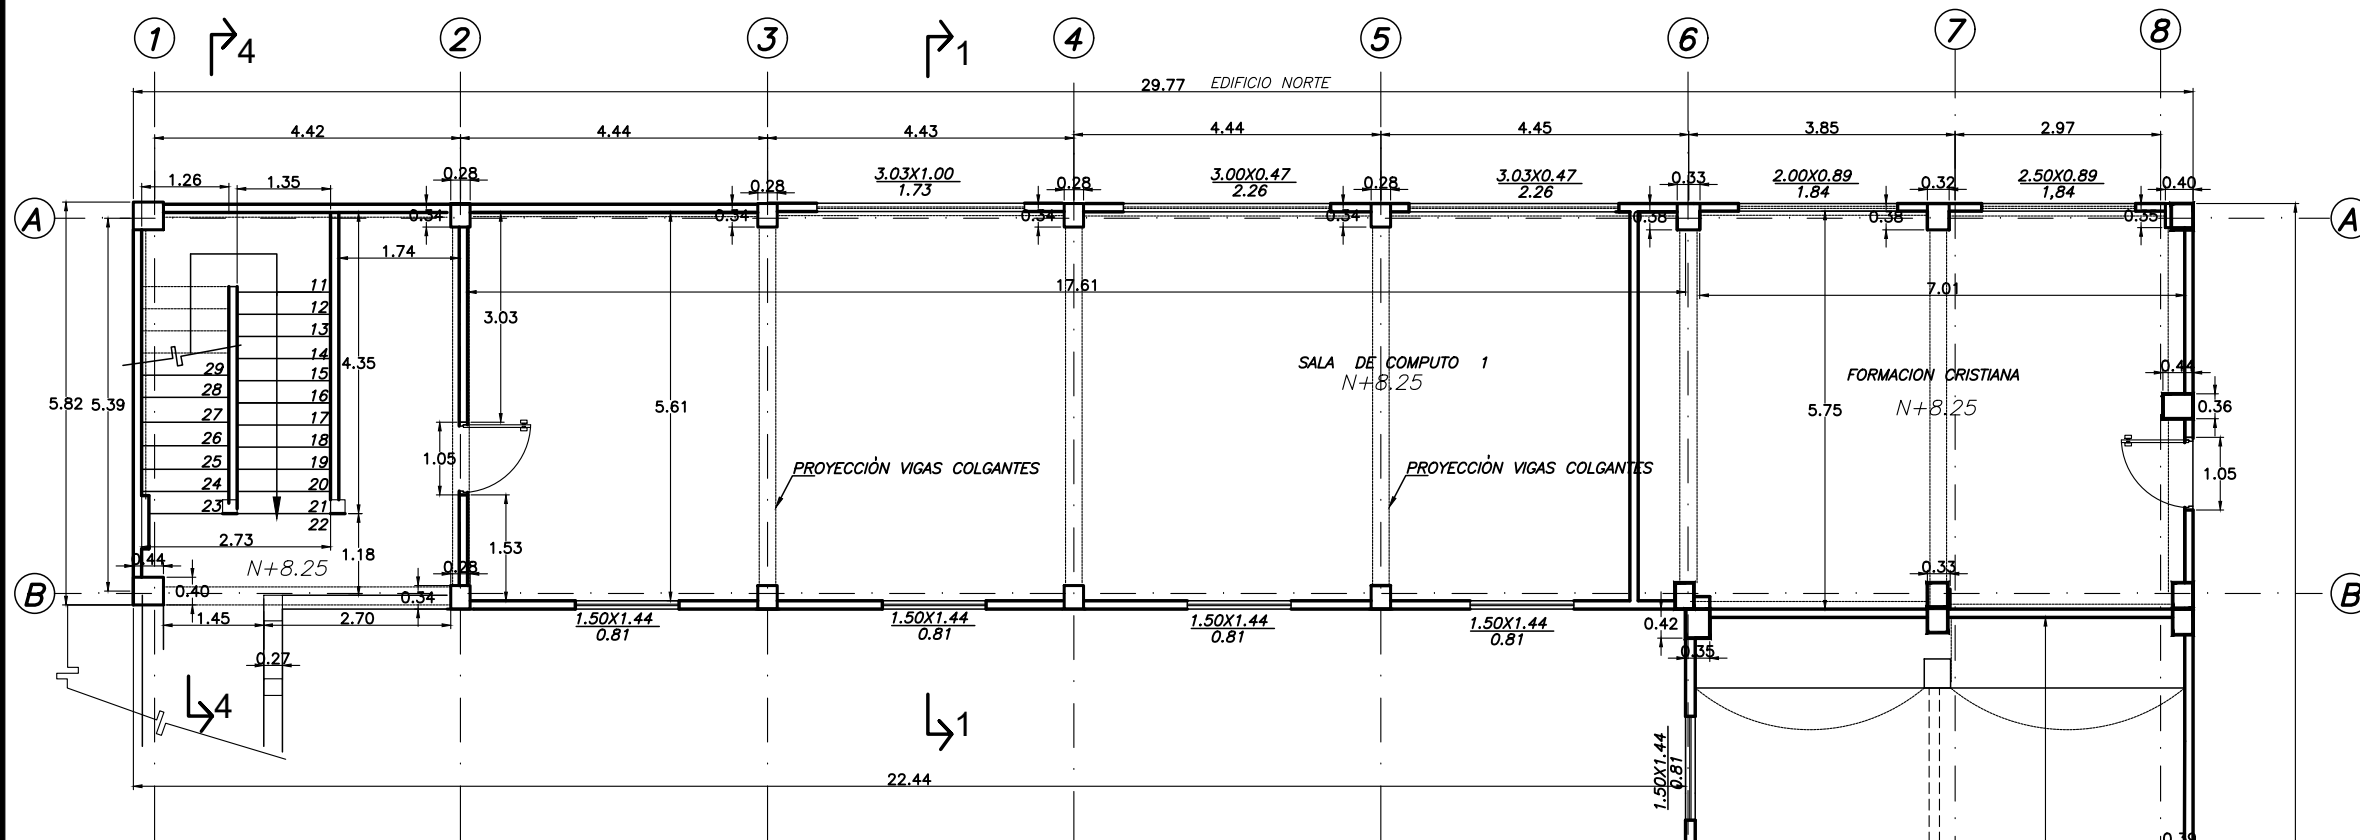 1 2 3 4 5 6 7 8
4 1
29.77 EDIFICIO NORTE
4.42 4.44 4.43 4.44 4.45 3.85 2.97
1.26 1.35 0.28 0.28 3.03X1.00 0.28 3.00X0.47 0.28 3.03X0.47 0.33 2.00X0.89 0.32 2.50X0.89 0.40
1.73 2.26 2.26 1.84 1,84
A 0.34 0.34 0.34 0.34 0.38 0.38 0.35 A
1.74
17.61 7.01
11
12
3.03
13
14
4.35
SALA DE COMPUTO 1
N+8.25
29 15
FORMACION CRISTIANA
N+8.25
0.44
28 16
5.82 5.39 5.61 5.75 0.36
27 17
26 18
1.05
25 19
PROYECCIÓN VIGAS COLGANTES PROYECCIÓN VIGAS COLGANTES
1.05
24 20
23 21
22
2.73 1.18 1.53
0.44 N+8.25 0.28 0.33
B 0.40 0.34 B
1.45 2.70 1.50X1.44 1.50X1.44 1.50X1.44 1.50X1.44 0.42
0.81 0.81 0.81 0.81
0.27 0.35
4 1
1.50X1.44
0.81
22.44